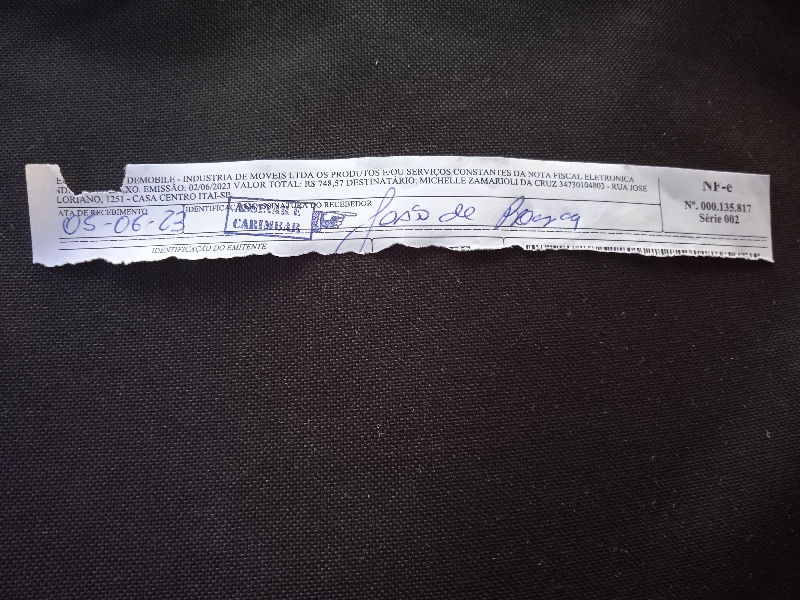 DEMOBILE - INDUSTRIA DE MOVEIS LTDA OS PRODUTOS E/OU SERVIÇOS CONSTANTES DA NOTA FISCAL ELETRONICA
EMISSÃO: 02/06/2023 VALOR TOTAL: R$ 748,57 DESTINATÁRIO: MICHELLE ZAMARIOLI DA CRUZ 34730104803 - RUA JOSE
LORIANO, 1251 - CASA CENTRO ITAI-SP
ATA DE RECEBIMENTO
05-06-23
DO RECEBEDOR
CARIMBAR
João de
NF-e
Nº. 000.135.817
Série 002
IDENTIFICAÇÃO DO EMITENTE